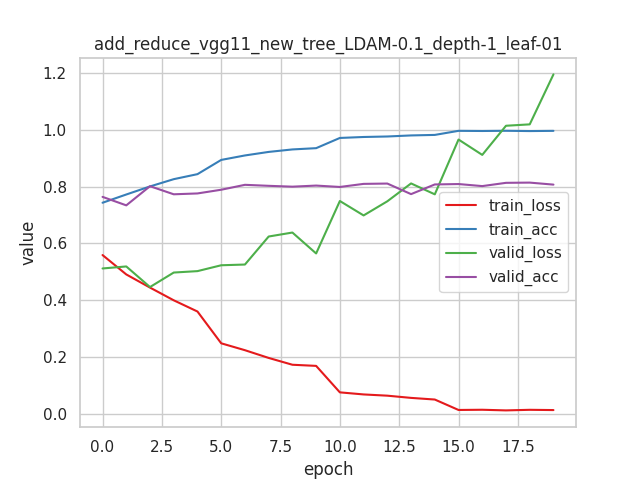 add_reduce_vgg11_new_tree_LDAM-0.1_depth-1_leaf-01
1.2
1.0
0.8
0.6
0.4
0.2
0.0
value
train_loss
train_acc
valid_loss
valid_acc
0.0 2.5 5.0 7.5 10.0 12.5 15.0 17.5
epoch